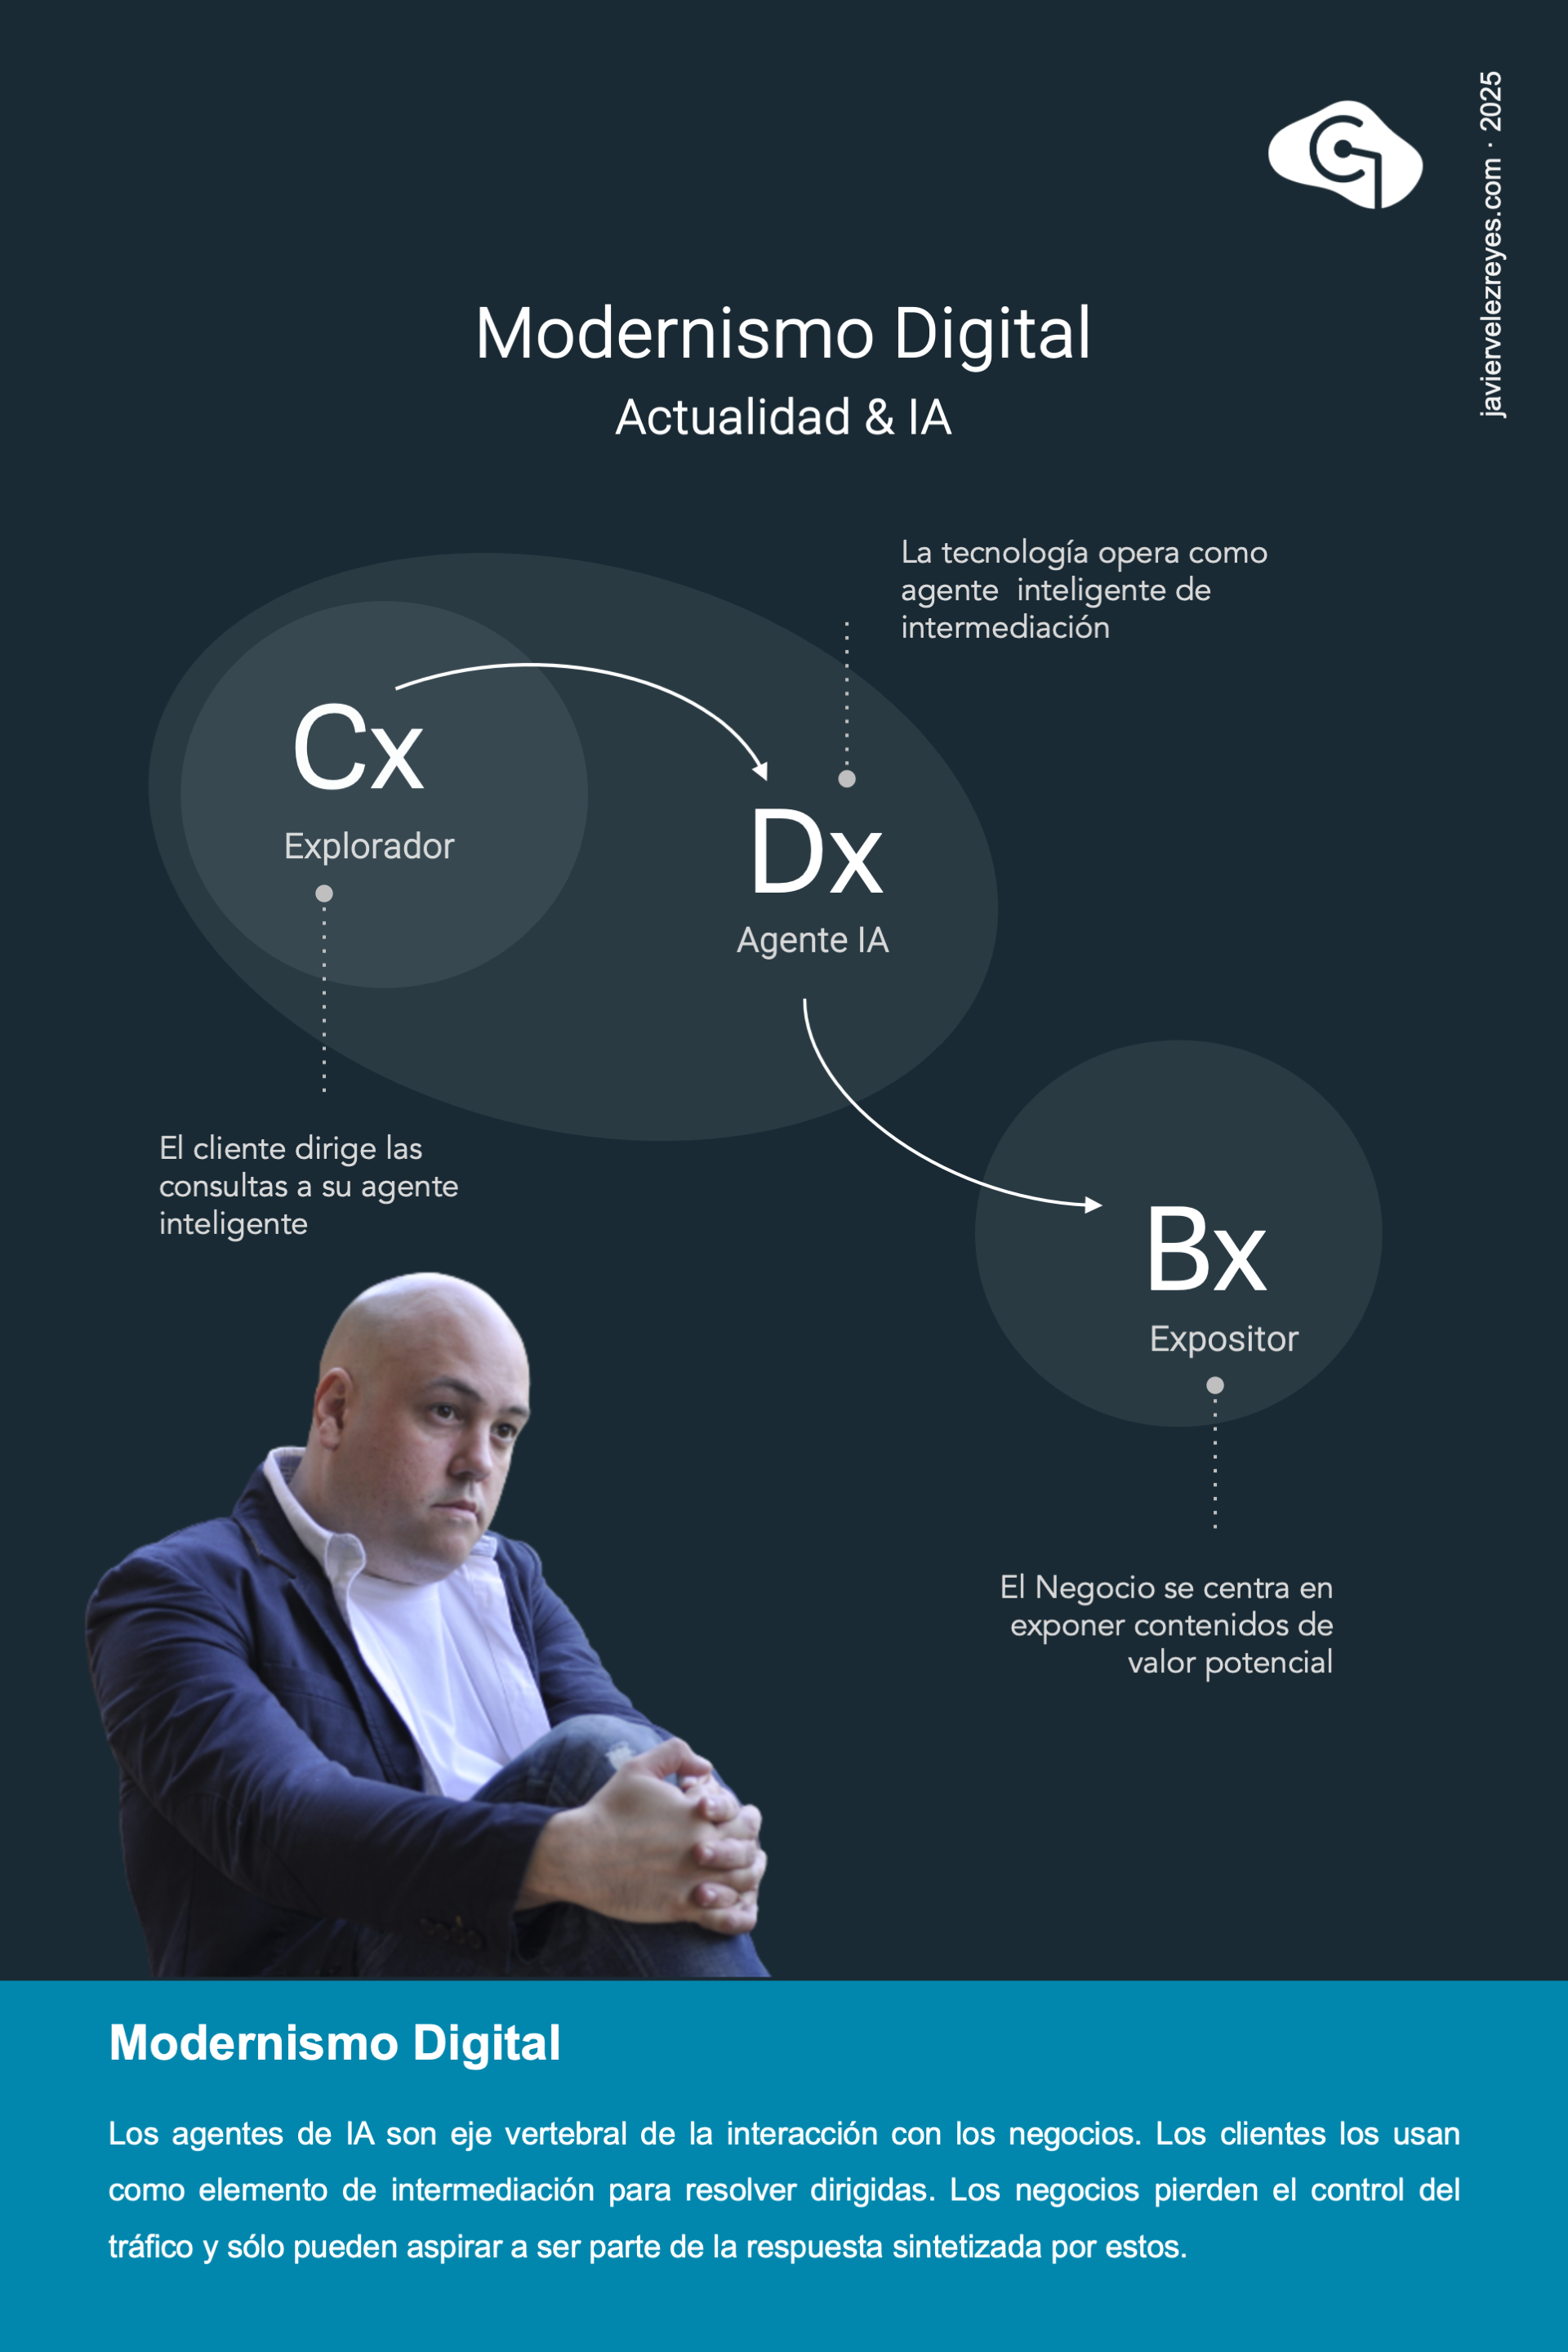 javiervelezreyes.com · 2025
Modernismo Digital
Actualidad & IA
La tecnología opera como
agente  inteligente de
intermediación
Cx
Explorador
Dx
Agente IA
El cliente dirige las
consultas a su agente
inteligente
Bx
Expositor
El Negocio se centra en
exponer contenidos de
valor potencial
Modernismo Digital
Los agentes de IA son eje vertebral de la interacción con los negocios. Los clientes los usan
como elemento de intermediación para resolver dirigidas. Los negocios pierden el control del
tráfico y sólo pueden aspirar a ser parte de la respuesta sintetizada por estos.